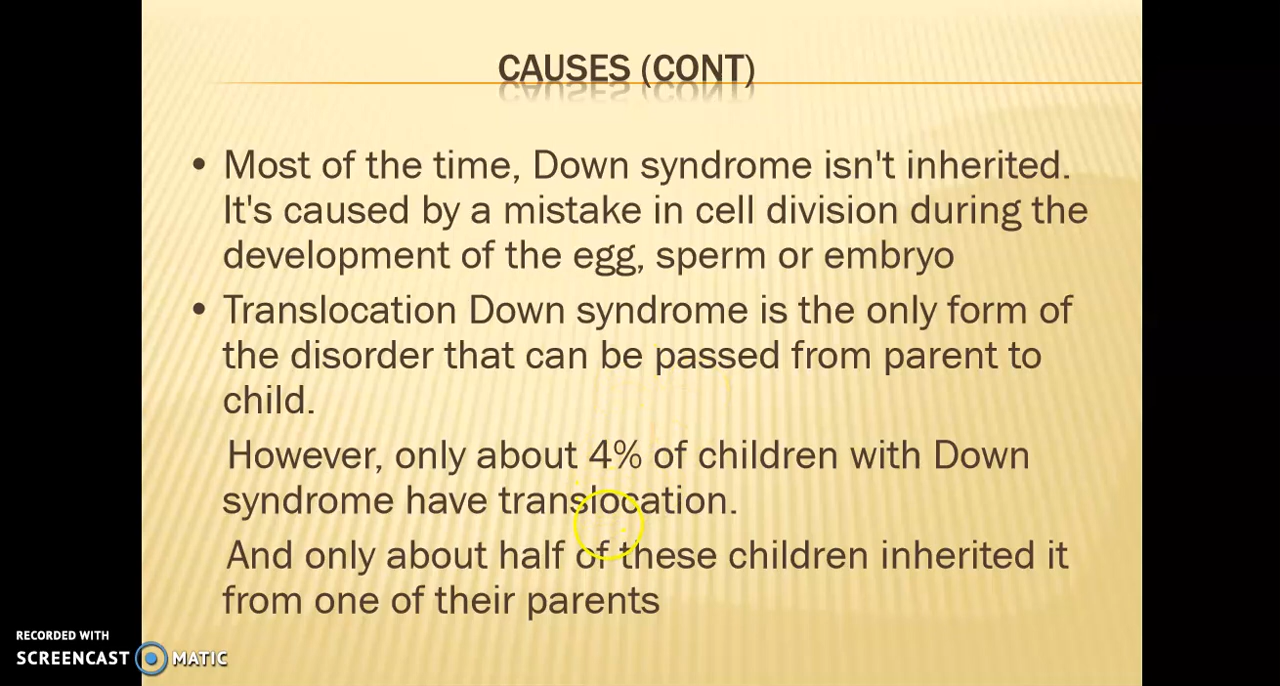 CAUSES (CONT)
• Most of the time, Down syndrome isn't inherited.
It's caused by a mistake in cell division during the
development of the egg, sperm or embryo
• Translocation Down syndrome is the only form of
the disorder that can be passed from parent to
child.
However, only about 4% of children with Down
syndrome have translocation.
And only about half of these children inherited it
from one of their parents
RECORDED WITH
SCREENCAST MATIC